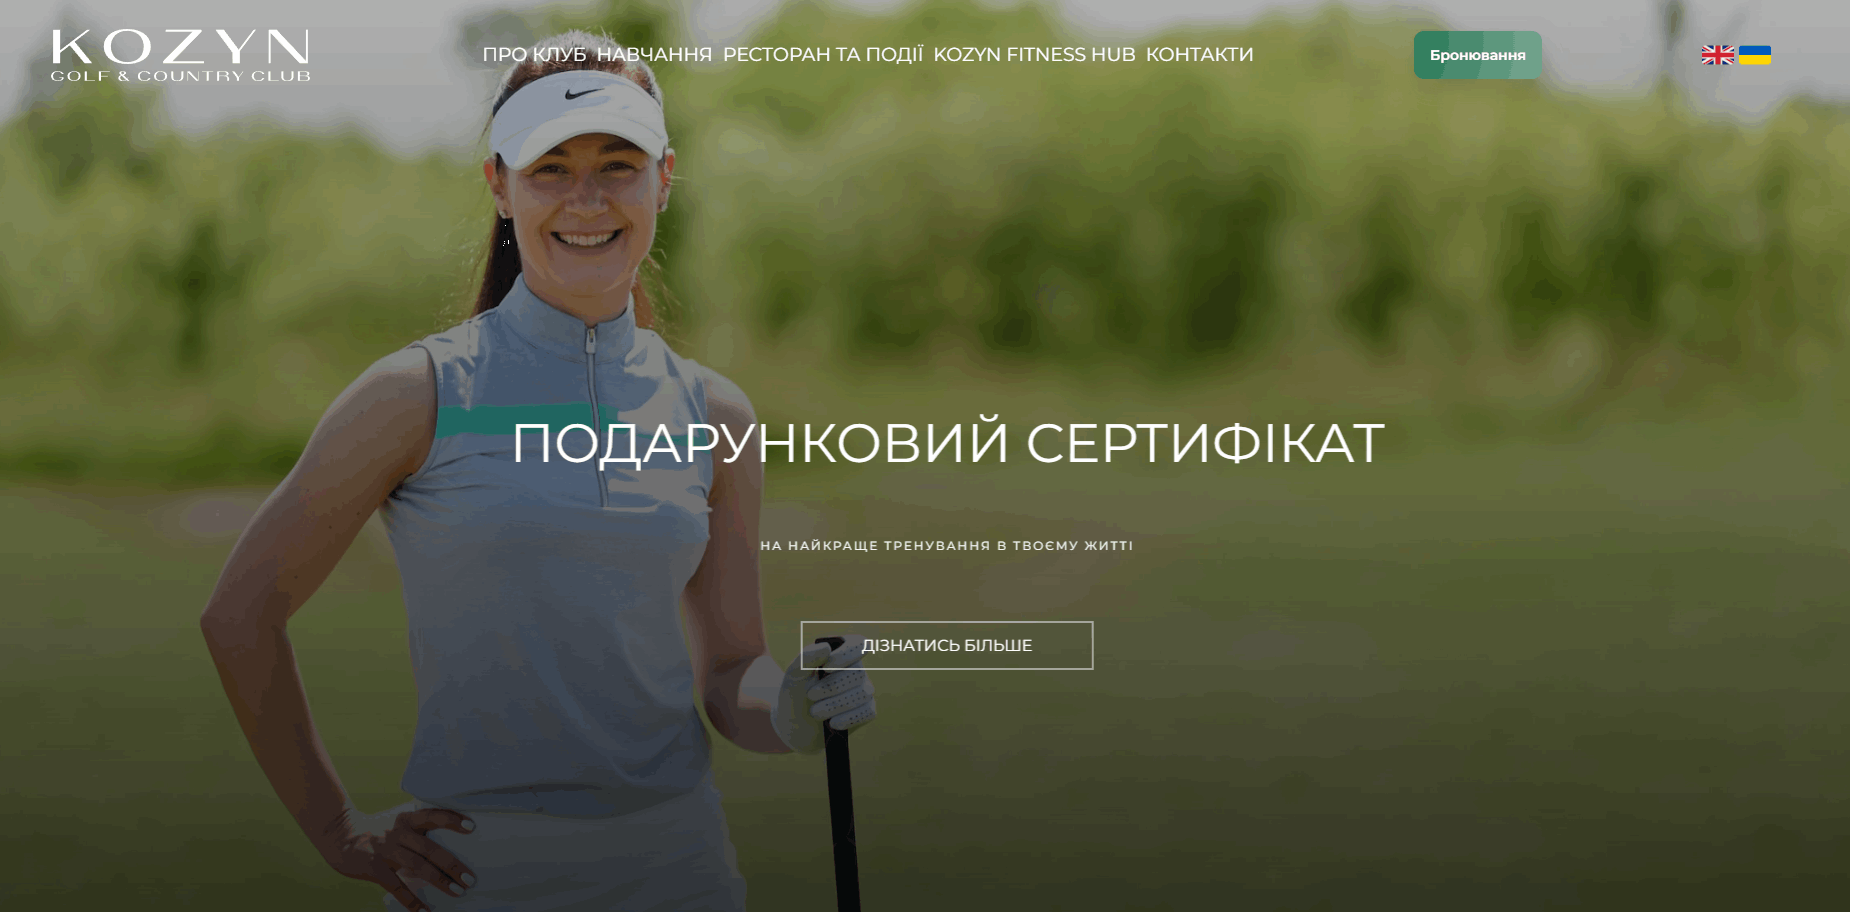 KOZYN
GOLF & COUNTRY CLUB
ПРО КЛУБ НАВЧАННЯ РЕСТОРАН ТА ПОДІЇ KOZYN FITNESS HUB КОНТАКТИ
Бронювання
ПОДАРУНКОВИЙ СЕРТИФІКАТ
НА НАЙКРАЩЕ ТРЕНУВАННЯ В ТВОЄМУ ЖИТТІ
ДІЗНАТИСЬ БІЛЬШЕ